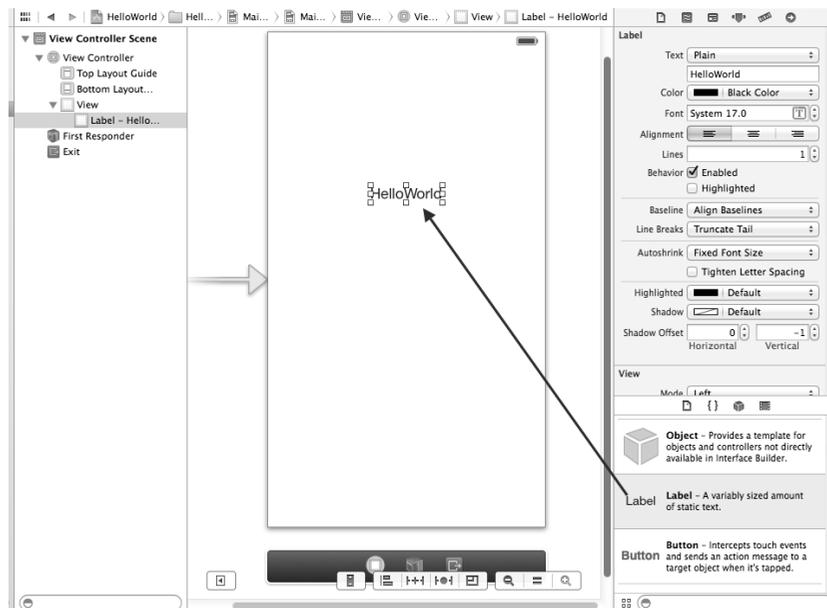 HelloWorld Hell... Mai... Mai... Vie... Vie... View Label – HelloWorld
View Controller Scene
View Controller
Top Layout Guide
Bottom Layout...
View
Label – Hello...
First Responder
Exit
HelloWorld
Label
Text Plain
HelloWorld
Color Black Color
Font System 17.0 T
Alignment
Lines 1
Behavior Enabled
Highlighted
Baseline Align Baselines
Line Breaks Truncate Tail
Autoshrink Fixed Font Size
Tighten Letter Spacing
Highlighted Default
Shadow Default
Shadow Offset 0 -1
Horizontal Vertical
View
Mode Left
{ }
Object – Provides a template for
objects and controllers not directly
available in Interface Builder.
Label
Label – A variably sized amount
of static text.
Button
Button – Intercepts touch events
and sends an action message to a
target object when it's tapped.